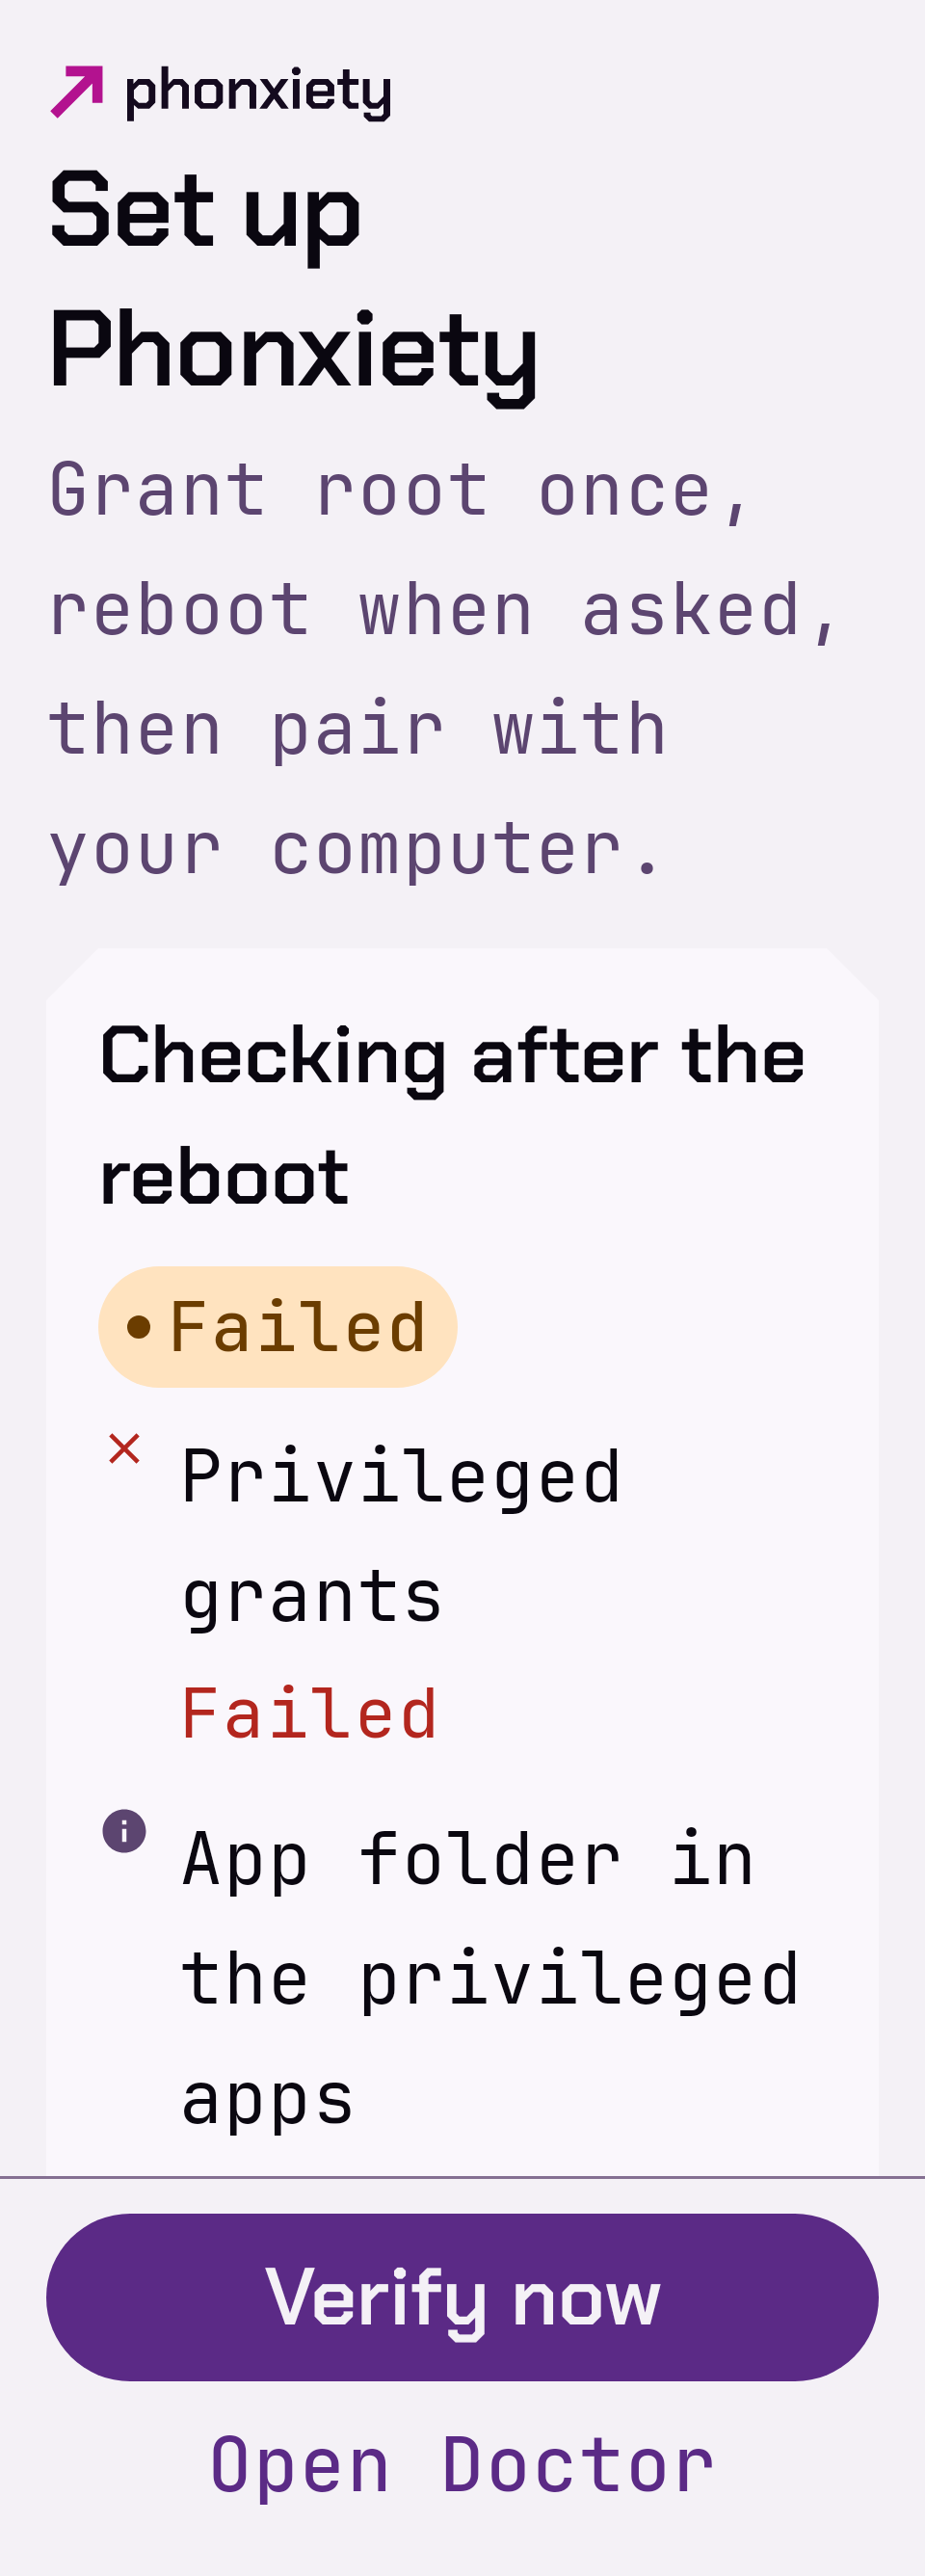 phonxiety
Set up
Phonxiety
Grant root once,
reboot when asked,
then pair with
your computer.
Checking after the
reboot
Failed
Privileged
grants
Failed
App folder in
the privileged
apps
Verify now
Open Doctor